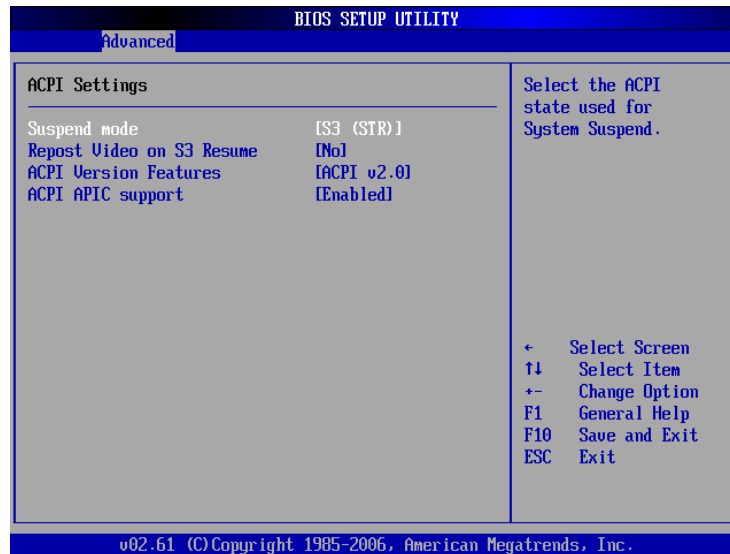 BIOS SETUP UTILITY
Advanced
ACPI Settings
Suspend mode [S3 (STR)]
Repost Video on S3 Resume [No]
ACPI Version Features [ACPI v2.0]
ACPI APIC support [Enabled]
Select the ACPI
state used for
System Suspend.
← Select Screen
↑↓ Select Item
+- Change Option
F1 General Help
F10 Save and Exit
ESC Exit
v02.61 (C)Copyright 1985-2006, American Megatrends, Inc.